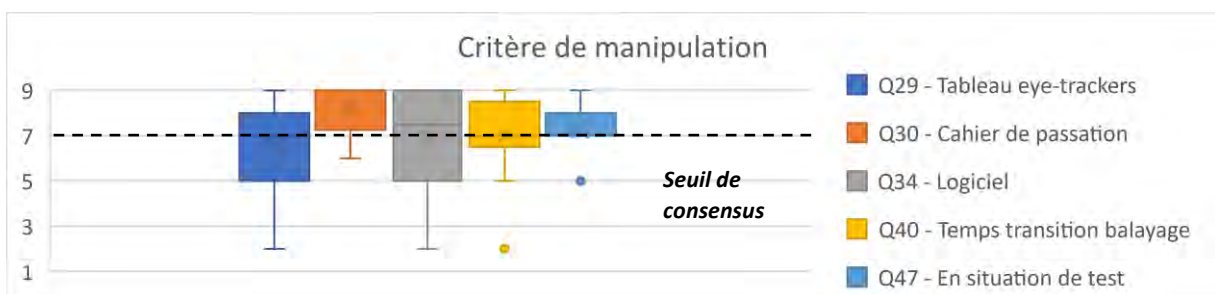 Critère de manipulation
9
7
5
3
1
Seuil de
consensus
Q29 - Tableau eye-trackers
Q30 - Cahier de passation
Q34 - Logiciel
Q40 - Temps transition balayage
Q47 - En situation de test